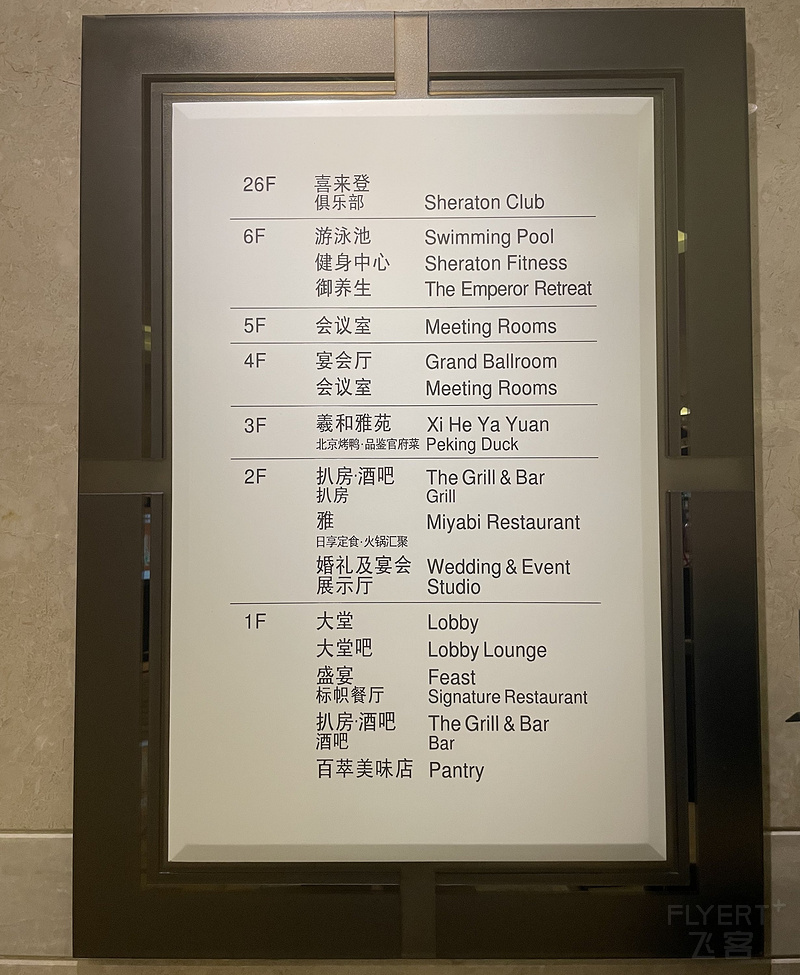 26F 喜来登
俱乐部 Sheraton Club
6F 游泳池 Swimming Pool
健身中心 Sheraton Fitness
御养生 The Emperor Retreat
5F 会议室 Meeting Rooms
4F 宴会厅 Grand Ballroom
会议室 Meeting Rooms
3F 羲和雅苑 Xi He Ya Yuan
北京烤鸭·品鉴官府菜 Peking Duck
2F 扒房·酒吧 The Grill & Bar
扒房 Grill
雅 Miyabi Restaurant
日享定食·火锅汇聚
婚礼及宴会 Wedding & Event
展示厅 Studio
1F 大堂 Lobby
大堂吧 Lobby Lounge
盛宴 Feast
标帜餐厅 Signature Restaurant
扒房·酒吧 The Grill & Bar
酒吧 Bar
百萃美味店 Pantry
FLYERT+
飞客